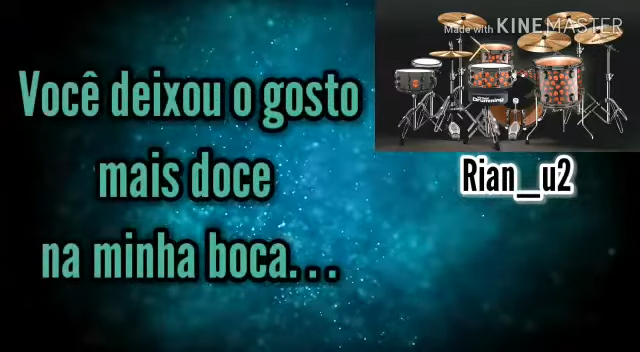 Made with KINEMASTER
Você deixou o gosto
mais doce
na minha boca. . .
Rian_u2